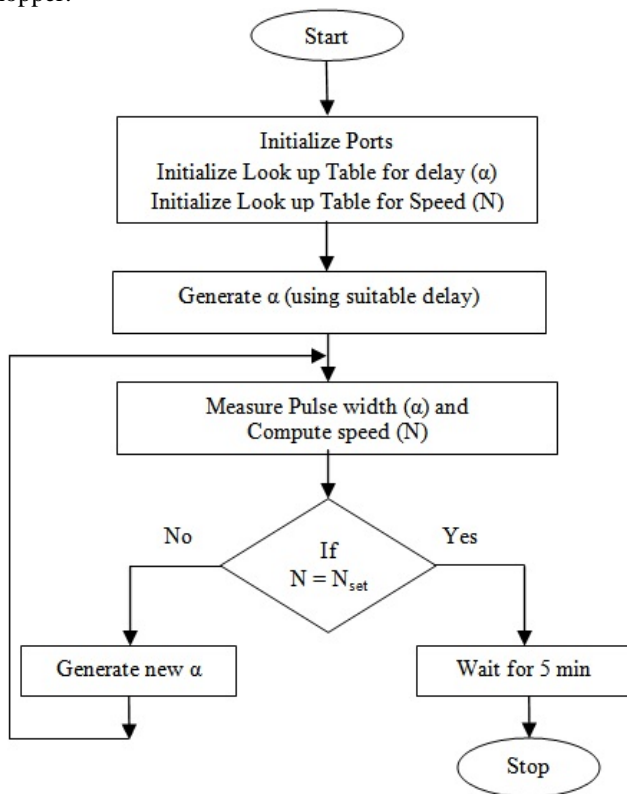 Start
Initialize Ports
Initialize Look up Table for delay (α)
Initialize Look up Table for Speed (N)
Generate α (using suitable delay)
Measure Pulse width (α) and
Compute speed (N)
No
Yes
If
N = Nset
Generate new α
Wait for 5 min
Stop